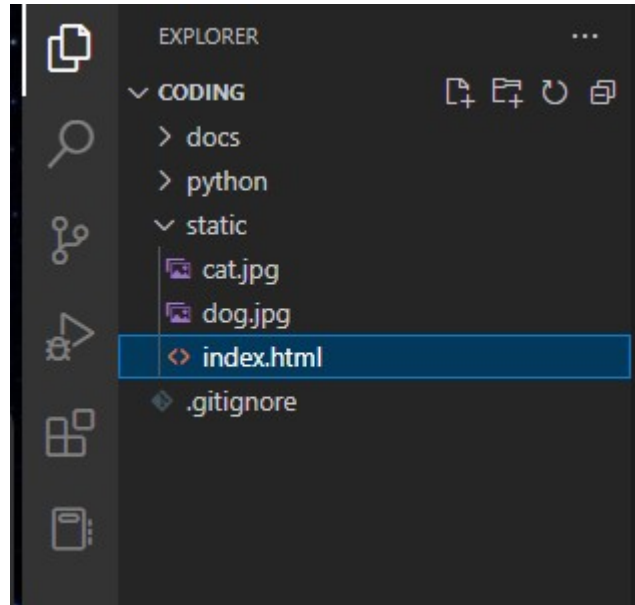 EXPLORER
CODING
docs
python
static
cat.jpg
dog.jpg
index.html
.gitignore